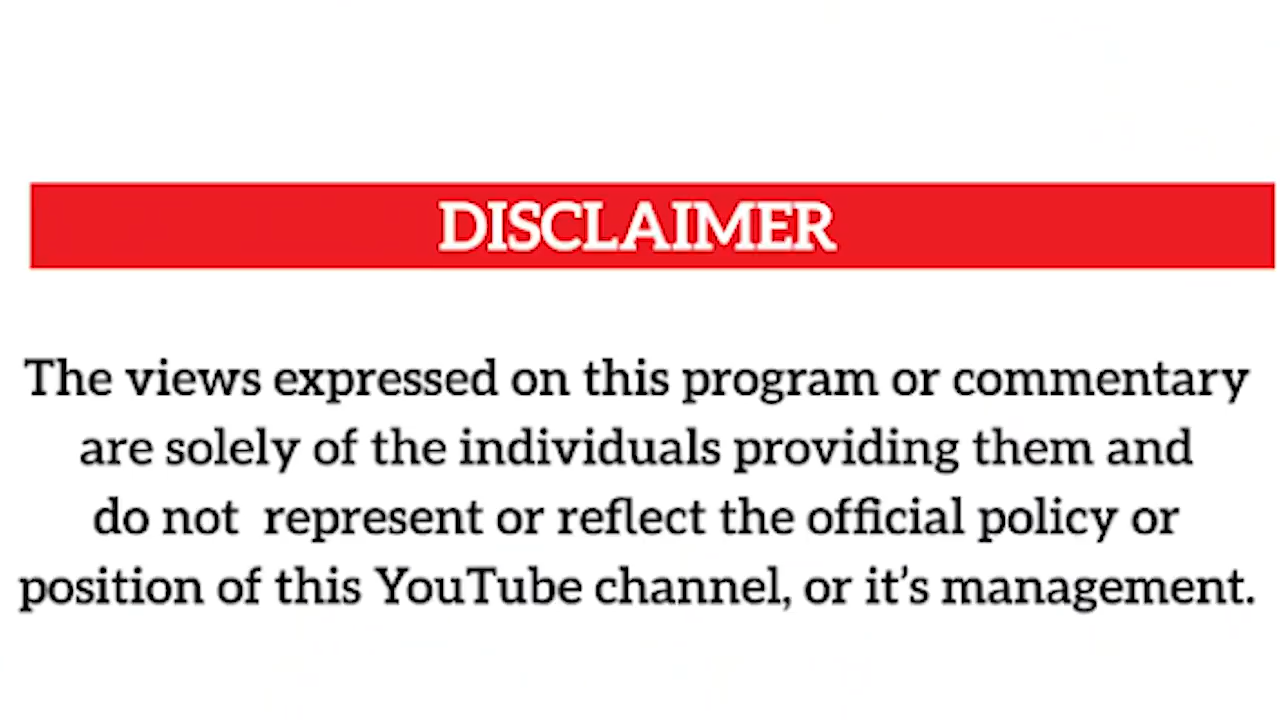 DISCLAIMER
The views expressed on this program or commentary
are solely of the individuals providing them and
do not  represent or reflect the official policy or
position of this YouTube channel, or it’s management.